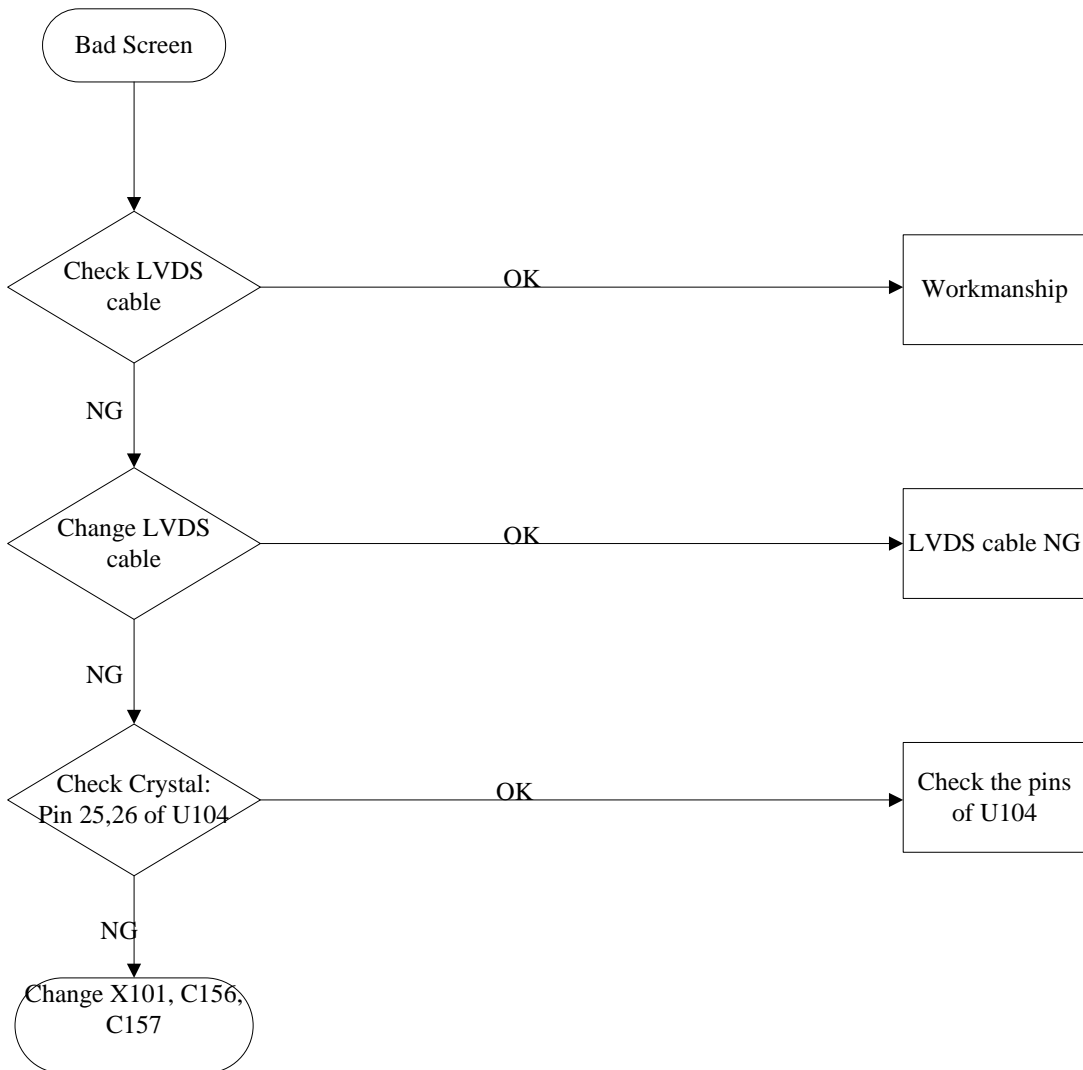 Bad Screen
Check LVDS
cable
OK
Workmanship
NG
Change LVDS
cable
OK
LVDS cable NG
NG
Check Crystal:
Pin 25,26 of U104
OK
Check the pins
of U104
NG
Change X101, C156,
C157